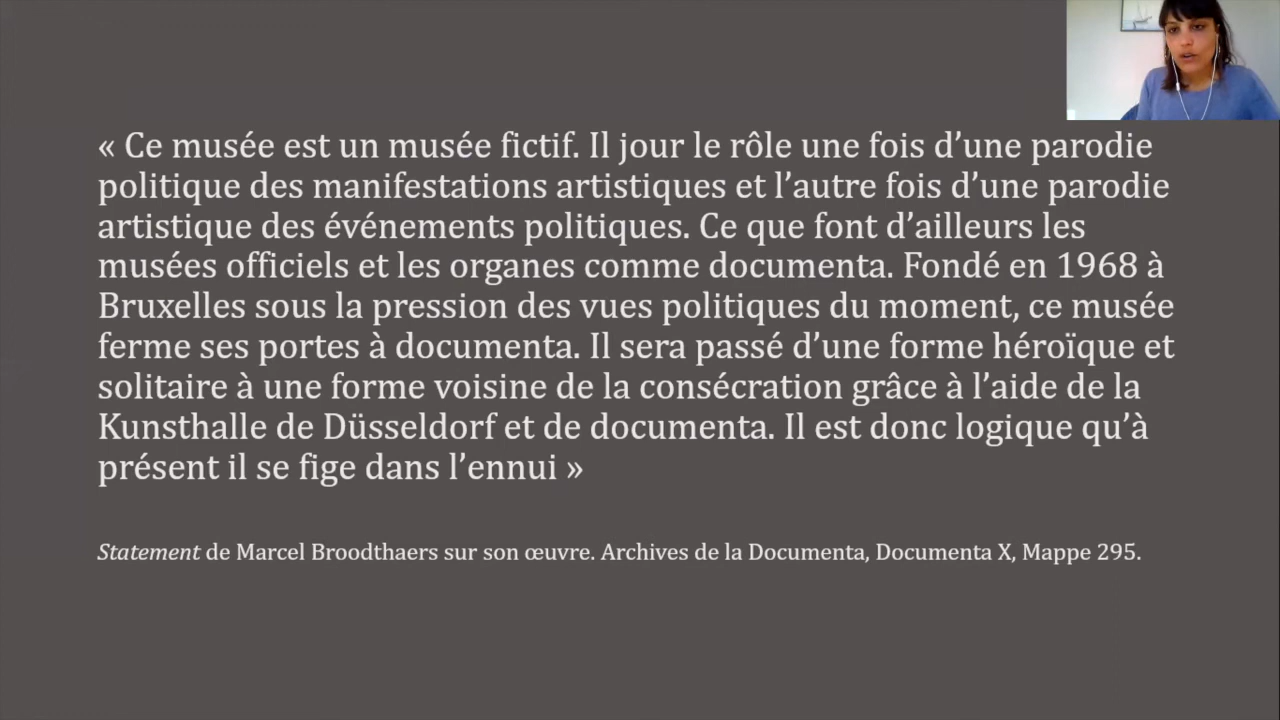 « Ce musée est un musée fictif. Il jour le rôle une fois d’une parodie
politique des manifestations artistiques et l’autre fois d’une parodie
artistique des événements politiques. Ce que font d’ailleurs les
musées officiels et les organes comme documenta. Fondé en 1968 à
Bruxelles sous la pression des vues politiques du moment, ce musée
ferme ses portes à documenta. Il sera passé d’une forme héroïque et
solitaire à une forme voisine de la consécration grâce à l’aide de la
Kunsthalle de Düsseldorf et de documenta. Il est donc logique qu’à
présent il se fige dans l’ennui »
Statement de Marcel Broodthaers sur son œuvre. Archives de la Documenta, Documenta X, Mappe 295.